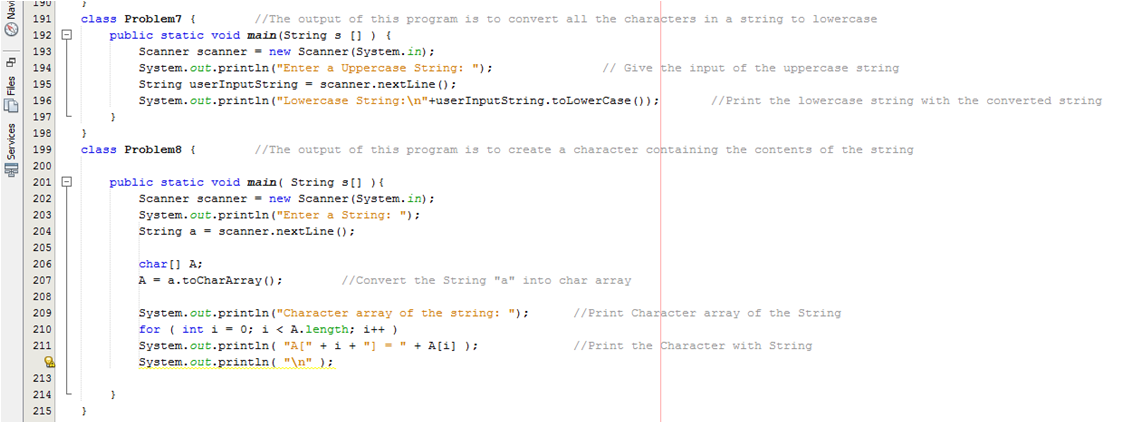 190 }
191 class Problem7 { //The output of this program is to convert all the characters in a string to lowercase
192 public static void main(String s [] ) {
193 Scanner scanner = new Scanner(System.in);
194 System.out.println("Enter a Uppercase String: "); // Give the input of the uppercase string
195 String userInputString = scanner.nextLine();
196 System.out.println("Lowercase String:\n"+userInputString.toLowerCase()); //Print the lowercase string with the converted string
197 }
198 }
199 class Problem8 { //The output of this program is to create a character containing the contents of the string
200
201 public static void main( String s[] ){
202 Scanner scanner = new Scanner(System.in);
203 System.out.println("Enter a String: ");
204 String a = scanner.nextLine();
205
206 char[] A;
207 A = a.toCharArray(); //Convert the String "a" into char array
208
209 System.out.println("Character array of the string: "); //Print Character array of the String
210 for ( int i = 0; i < A.length; i++ )
211 System.out.println( "A[" + i + "] = " + A[i] ); //Print the Character with String
System.out.println( "\n" );
213
214 }
215 }
Navi
Files
Services